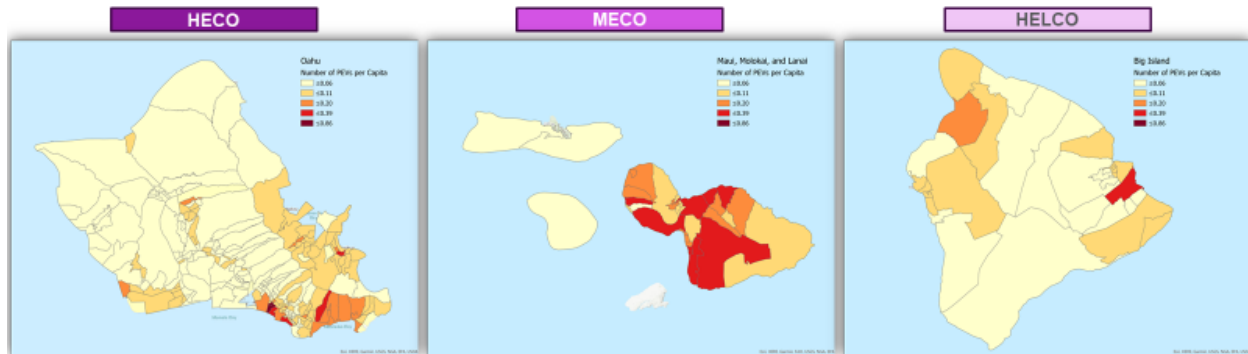 HECO
MECO
HELCO
Oahu
Number of PEVs per Capita
≤0.06
≤0.11
≤0.20
≤0.39
≤0.86
Maui, Molokai, and Lanai
Number of PEVs per Capita
≤0.06
≤0.11
≤0.20
≤0.39
≤0.86
Big Island
Number of PEVs per Capita
≤0.06
≤0.11
≤0.20
≤0.39
≤0.86